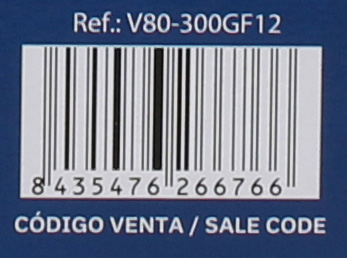 Ref.: V80-300GF12
8 435476 266766
CÓDIGO VENTA / SALE CODE